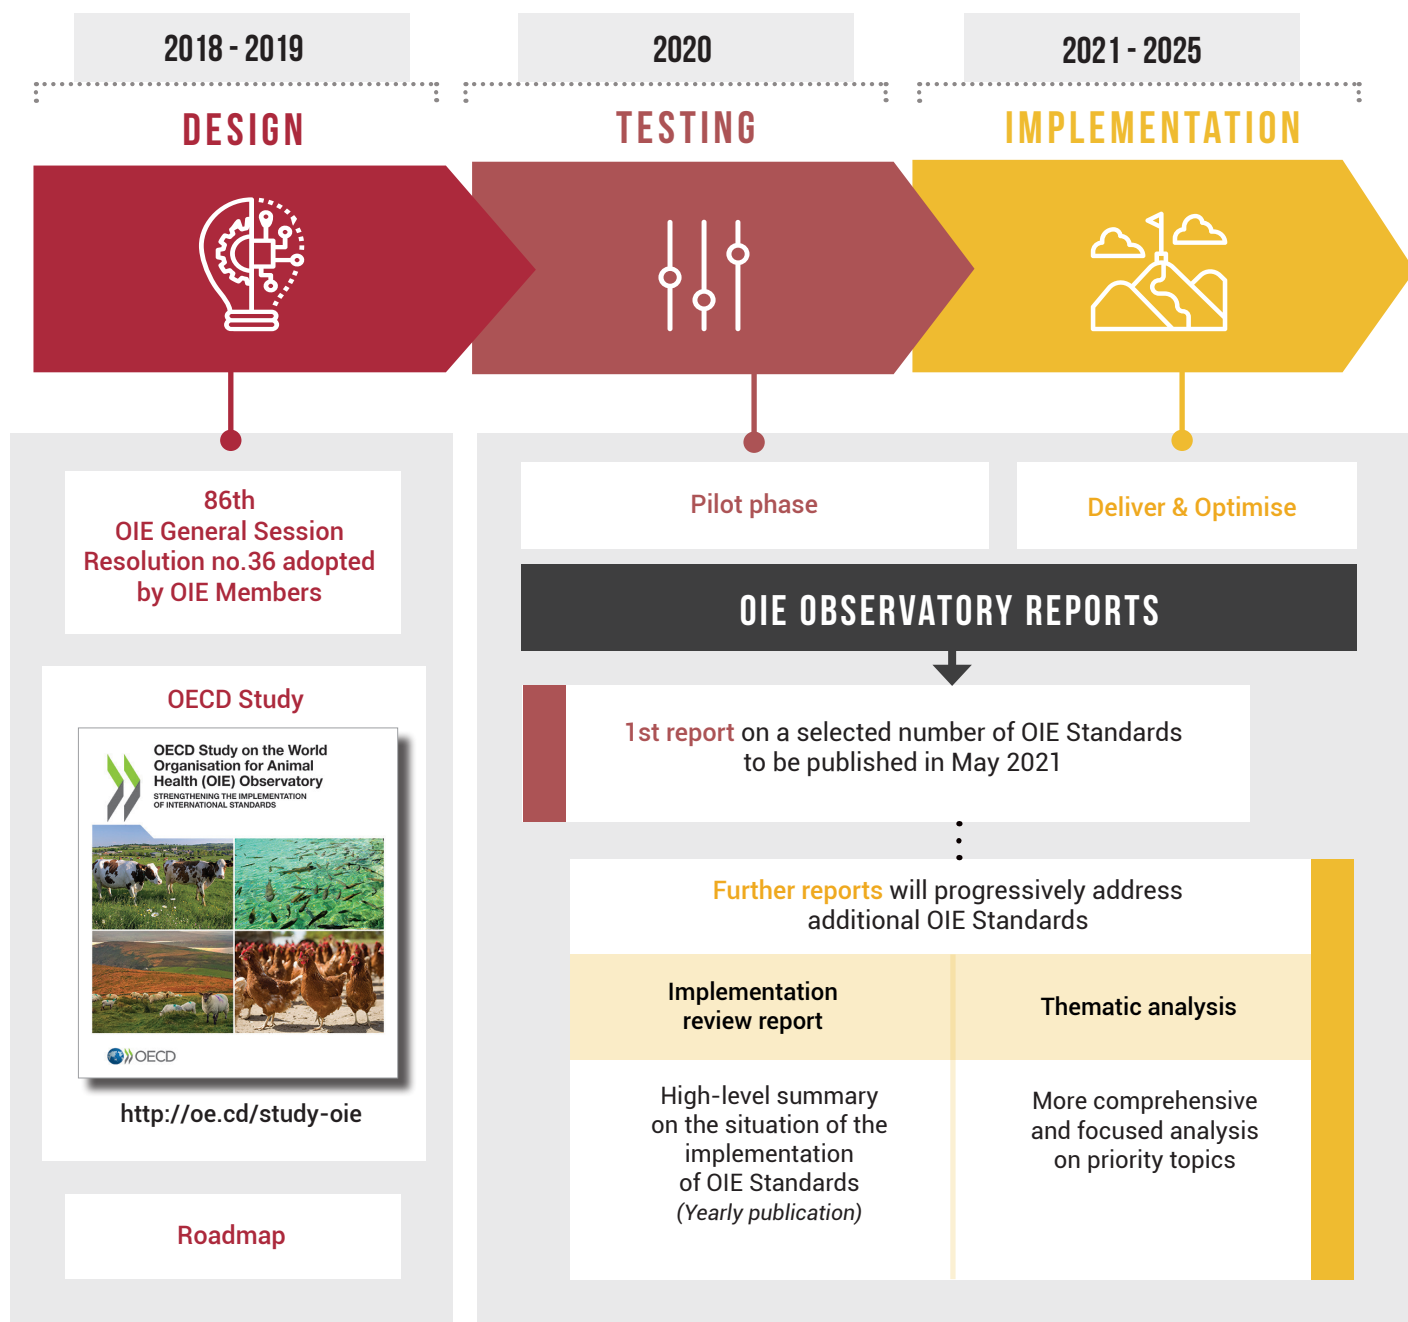 2018 - 2019
2020
2021 - 2025
DESIGN
TESTING
IMPLEMENTATION
86th
OIE General Session
Resolution no.36 adopted
by OIE Members
OECD Study
OECD Study on the World
Organisation for Animal
Health (OIE) Observatory
STRENGTHENING THE IMPLEMENTATION
OF INTERNATIONAL STANDARDS
OECD
http://oe.cd/study-oie
Roadmap
Pilot phase
Deliver & Optimise
OIE OBSERVATORY REPORTS
1st report on a selected number of OIE Standards
to be published in May 2021
Further reports will progressively address
additional OIE Standards
Implementation
review report
Thematic analysis
High-level summary
on the situation of the
implementation
of OIE Standards
(Yearly publication)
More comprehensive
and focused analysis
on priority topics